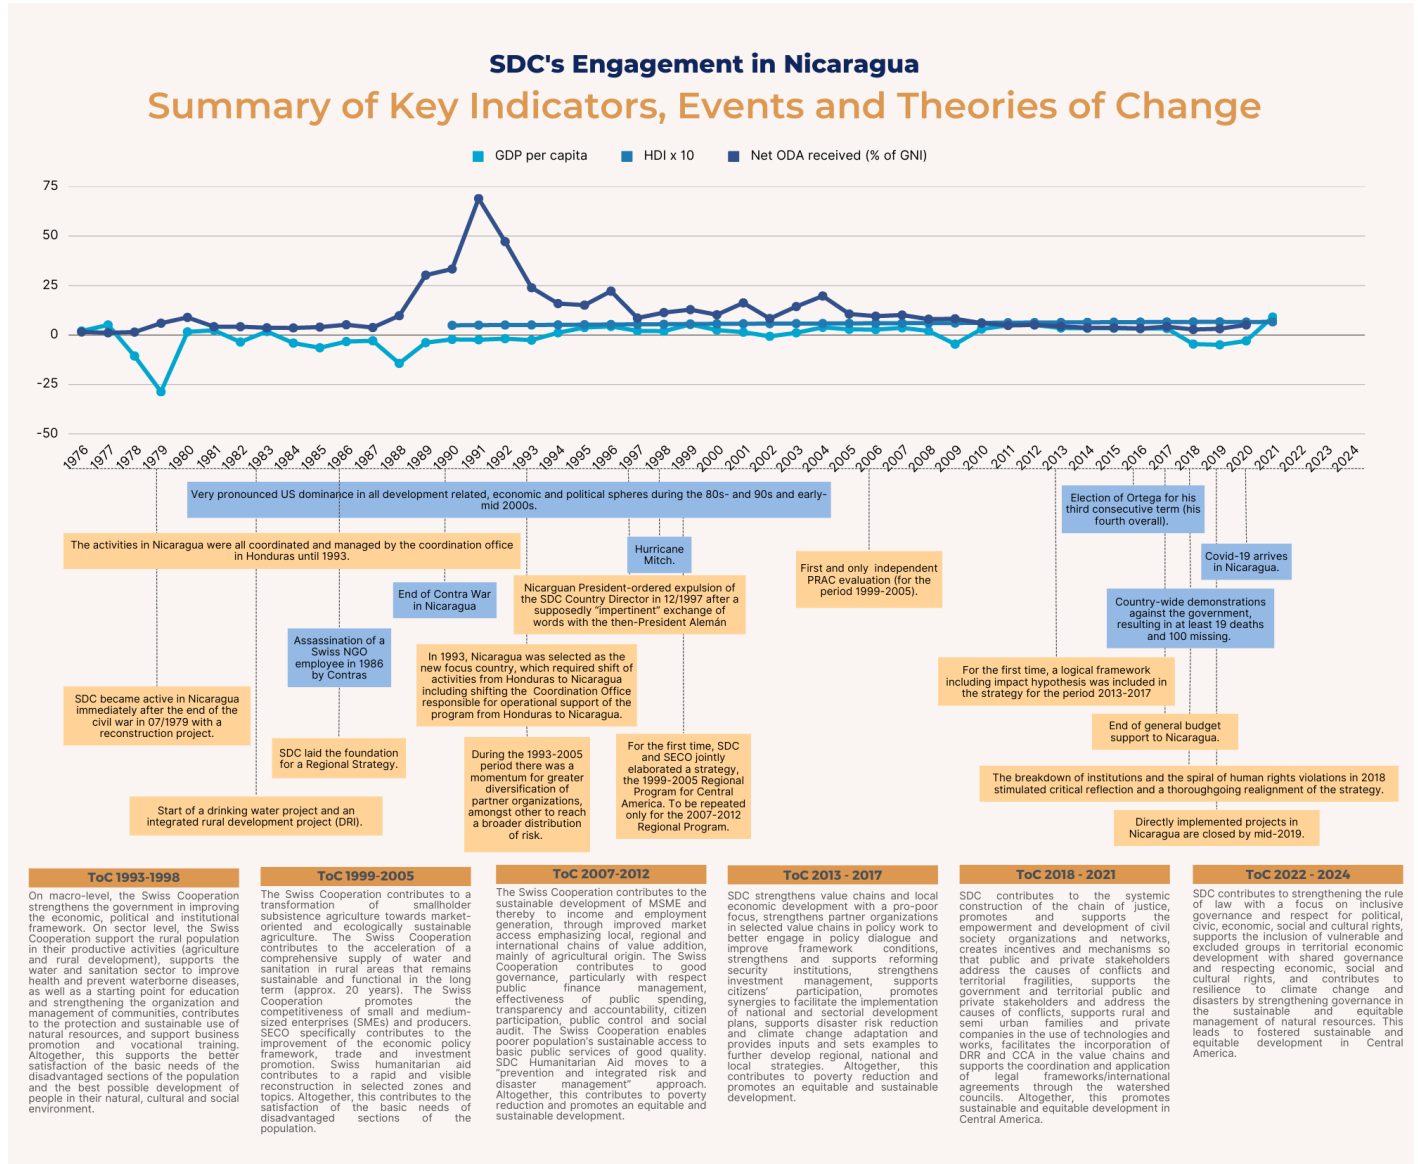 SDC's Engagement in Nicaragua
Summary of Key Indicators, Events and Theories of Change
GDP per capita
HDI x 10
Net ODA received (% of GNI)
75
50
25
0
-25
-50
1976 1977 1978 1979 1980 1981 1982 1983 1984 1985 1986 1987 1988 1989 1990 1991 1992 1993 1994 1995 1996 1997 1998 1999 2000 2001 2002 2003 2004 2005 2006 2007 2008 2009 2010 2011 2012 2013 2014 2015 2016 2017 2018 2019 2020 2021 2022 2023 2024
Very pronounced US dominance in all development related, economic and political spheres during the 80s- and 90s and early-
mid 2000s.
Election of Ortega for his
third consecutive term (his
fourth overall).
The activities in Nicaragua were all coordinated and managed by the coordination office
in Honduras until 1993.
Hurricane
Mitch.
Covid-19 arrives
in Nicaragua.
First and only independent
PRAC evaluation (for the
period 1999-2005).
End of Contra War
in Nicaragua
Nicarguan President-ordered expulsion of
the SDC Country Director in 12/1997 after a
supposedly "impertinent" exchange of
words with the then-President Alemán
Country-wide demonstrations
against the government,
resulting in at least 19 deaths
and 100 missing.
Assassination of a
Swiss NGO
employee in 1986
by Contras
In 1993, Nicaragua was selected as the
new focus country, which required shift of
activities from Honduras to Nicaragua
including shifting the Coordination Office
responsible for operational support of the
program from Honduras to Nicaragua.
For the first time, a logical framework
including impact hypothesis was included in
the strategy for the period 2013-2017
SDC became active in Nicaragua
immediately after the end of the
civil war in 07/1979 with a
reconstruction project.
End of general budget
support to Nicaragua.
SDC laid the foundation
for a Regional Strategy.
During the 1993-2005
period there was a
momentum for greater
diversification of
partner organizations,
amongst other to reach
a broader distribution
of risk.
For the first time, SDC
and SECO jointly
elaborated a strategy,
the 1999-2005 Regional
Program for Central
America. To be repeated
only for the 2007-2012
Regional Program.
The breakdown of institutions and the spiral of human rights violations in 2018
stimulated critical reflection and a thoroughgoing realignment of the strategy.
Start of a drinking water project and an
integrated rural development project (DRI).
Directly implemented projects in
Nicaragua are closed by mid-2019.
ToC 1993-1998
On macro-level, the Swiss Cooperation
strengthens the government in improving
the economic, political and institutional
framework. On sector level, the Swiss
Cooperation support the rural population
in their productive activities (agriculture
and rural development), supports the
water and sanitation sector to improve
health and prevent waterborne diseases,
as well as a starting point for education
and strengthening the organization and
management of communities, contributes
to the protection and sustainable use of
natural resources, and support business
promotion and vocational training.
Altogether, this supports the better
satisfaction of the basic needs of the
disadvantaged sections of the population
and the best possible development of
people in their natural, cultural and social
environment.
ToC 1999-2005
The Swiss Cooperation contributes to a
transformation of smallholder
subsistence agriculture towards market-
oriented and ecologically sustainable
agriculture. The Swiss Cooperation
contributes to the acceleration of a
comprehensive supply of water and
sanitation in rural areas that remains
sustainable and functional in the long
term (approx. 20 years). The Swiss
Cooperation promotes the
competitiveness of small and medium-
sized enterprises (SMEs) and producers.
SECO specifically contributes to the
improvement of the economic policy
framework, trade and investment
promotion. Swiss humanitarian aid
contributes to a rapid and visible
reconstruction in selected zones and
topics. Altogether, this contributes to the
satisfaction of the basic needs of
disadvantaged sections of the
population.
ToC 2007-2012
The Swiss Cooperation contributes to the
sustainable development of MSME and
thereby to income and employment
generation, through improved market
access emphasizing local, regional and
international chains of value addition,
mainly of agricultural origin. The Swiss
Cooperation contributes to good
governance, particularly with respect
public finance management,
effectiveness of public spending,
transparency and accountability, citizen
participation, public control and social
audit. The Swiss Cooperation enables
poorer population's sustainable access to
basic public services of good quality.
SDC Humanitarian Aid moves to a
"prevention and integrated risk and
disaster management" approach.
Altogether, this contributes to poverty
reduction and promotes an equitable and
sustainable development.
ToC 2013 - 2017
SDC strengthens value chains and local
economic development with a pro-poor
focus, strengthens partner organizations
in selected value chains in policy work to
better engage in policy dialogue and
improve framework conditions,
strengthens and supports reforming
security institutions, strengthens
investment management, supports
citizens' participation, promotes
synergies to facilitate the implementation
of national and sectorial development
plans, supports disaster risk reduction
and climate change adaptation and
provides inputs and sets examples to
further develop regional, national and
local strategies. Altogether, this
contributes to poverty reduction and
promotes an equitable and sustainable
development.
ToC 2018 - 2021
SDC contributes to the systemic
construction of the chain of justice,
promotes and supports the
empowerment and development of civil
society organizations and networks,
creates incentives and mechanisms so
that public and private stakeholders
address the causes of conflicts and
territorial fragilities, supports the
government and territorial public and
private stakeholders and address the
causes of conflicts, supports rural and
semi urban families and private
companies in the use of technologies and
works, facilitates the incorporation of
DRR and CCA in the value chains and
supports the coordination and application
of legal frameworks/international
agreements through the watershed
councils. Altogether, this promotes
sustainable and equitable development in
Central America.
ToC 2022 - 2024
SDC contributes to strengthening the rule
of law with a focus on inclusive
governance and respect for political,
civic, economic, social and cultural rights,
supports the inclusion of vulnerable and
excluded groups in territorial economic
development with shared governance
and respecting economic, social and
cultural rights, and contributes to
resilience to climate change and
disasters by strengthening governance in
the sustainable and equitable
management of natural resources. This
leads to fostered sustainable and
equitable development in Central
America.